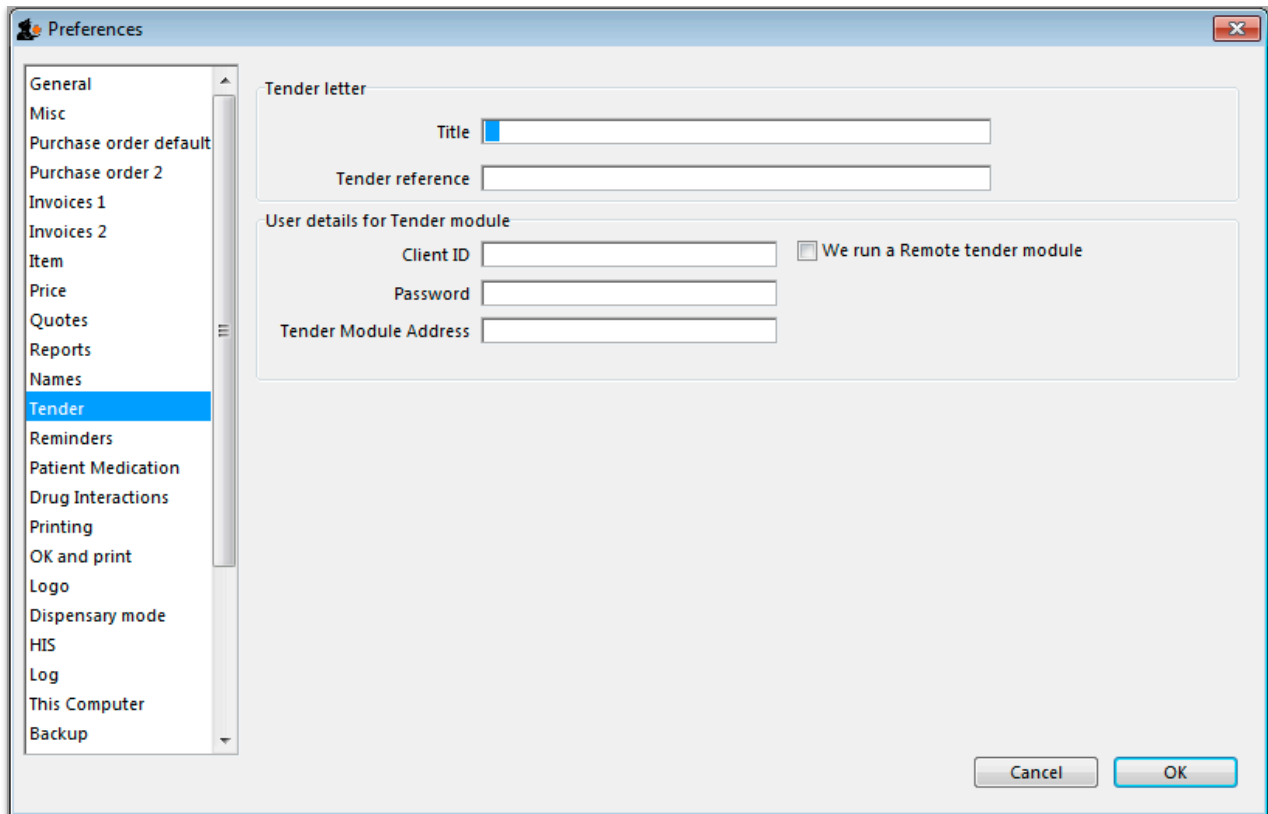 Preferences
General
Misc
Purchase order default
Purchase order 2
Invoices 1
Invoices 2
Item
Price
Quotes
Reports
Names
Tender
Reminders
Patient Medication
Drug Interactions
Printing
OK and print
Logo
Dispensary mode
HIS
Log
This Computer
Backup
Tender letter
Title
Tender reference
User details for Tender module
Client ID
We run a Remote tender module
Password
Tender Module Address
Cancel
OK